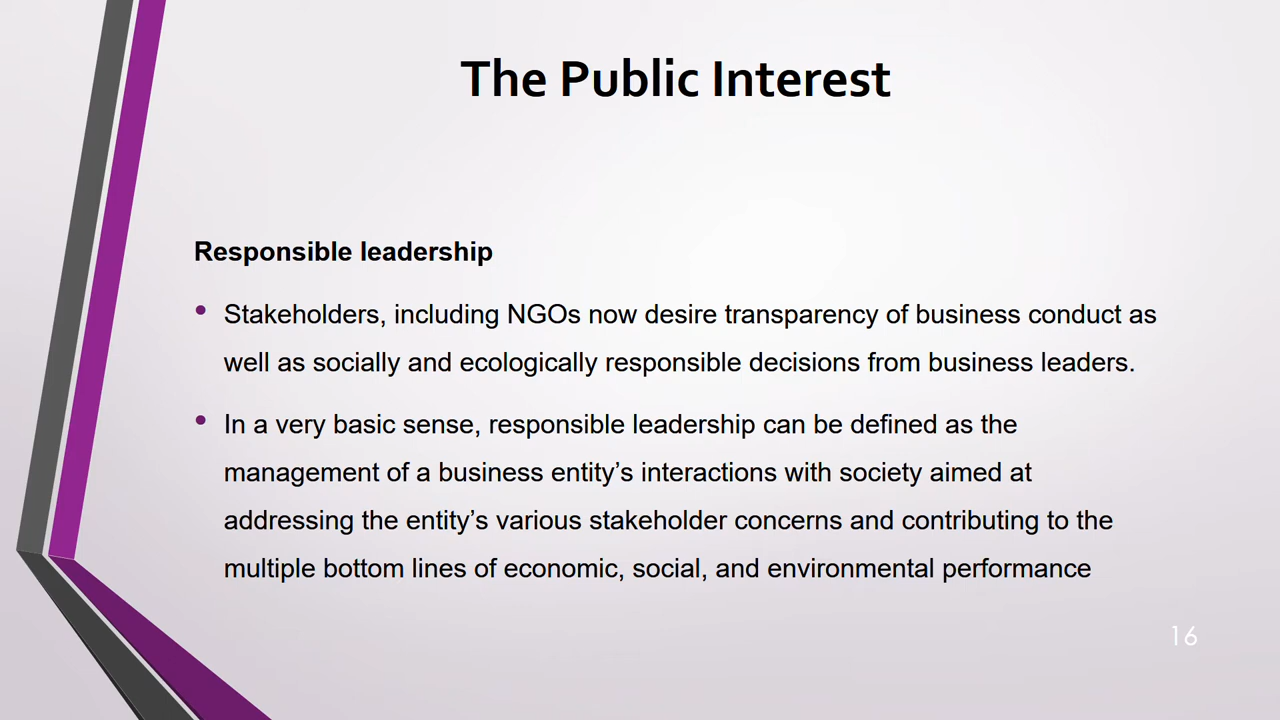 The Public Interest
Responsible leadership
• Stakeholders, including NGOs now desire transparency of business conduct as
well as socially and ecologically responsible decisions from business leaders.
• In a very basic sense, responsible leadership can be defined as the
management of a business entity’s interactions with society aimed at
addressing the entity’s various stakeholder concerns and contributing to the
multiple bottom lines of economic, social, and environmental performance
16